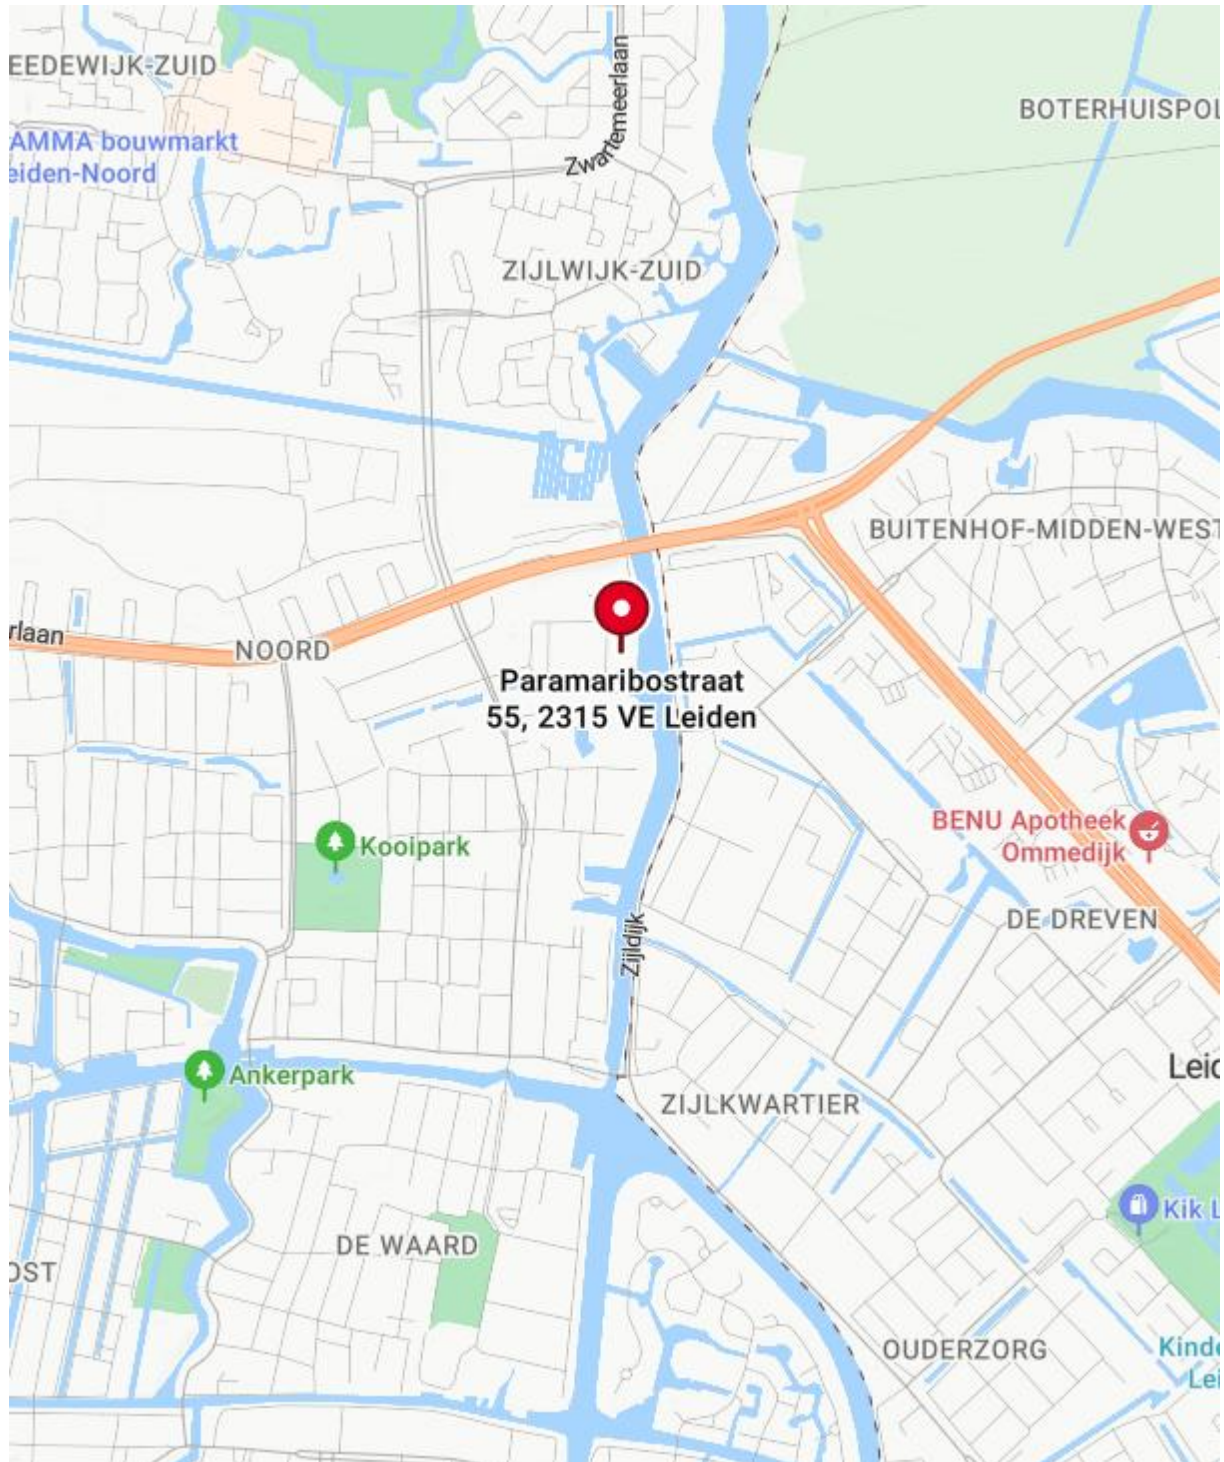 EEDEWIJK-ZUID
Zwartemeerlaan
BOTERHUISPOL
AMMA bouwmarkt
eiden-Noord
ZIJLWIJK-ZUID
BUITENHOF-MIDDEN-WEST
rlaan
NOORD
Paramaribostraat
55, 2315 VE Leiden
BENU Apotheek
Ommedijk
Kooipark
DE DREVEN
Zijldijk
Leid
Ankerpark
ZIJLKWARTIER
Kik L
DE WAARD
OST
OUDERZORG
Kinde
Lei